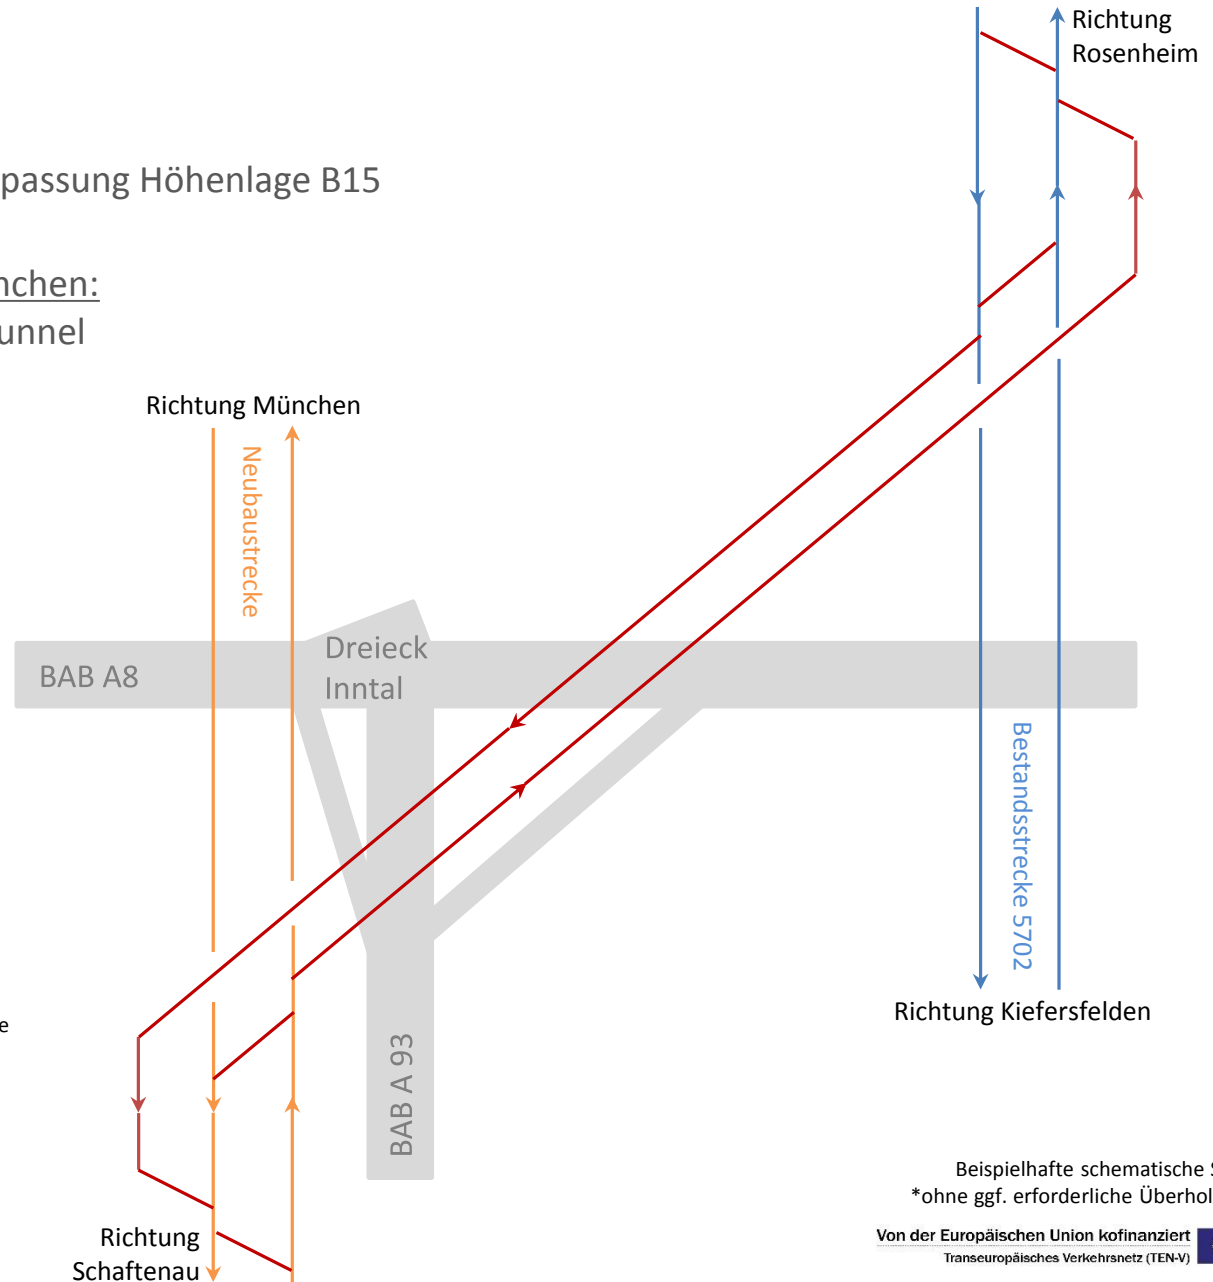 Richtung
Rosenheim
passung Höhenlage B15
nchen:
unnel
Richtung München
Neubaustrecke
Dreieck
Inntal
BAB A8
Bestandsstrecke 5702
Richtung Kiefersfelden
e
BAB A 93
Beispielhafte schematische S
*ohne ggf. erforderliche Überhol
Richtung
Schaftenau
Von der Europäischen Union kofinanziert
Transeuropäisches Verkehrsnetz (TEN-V)